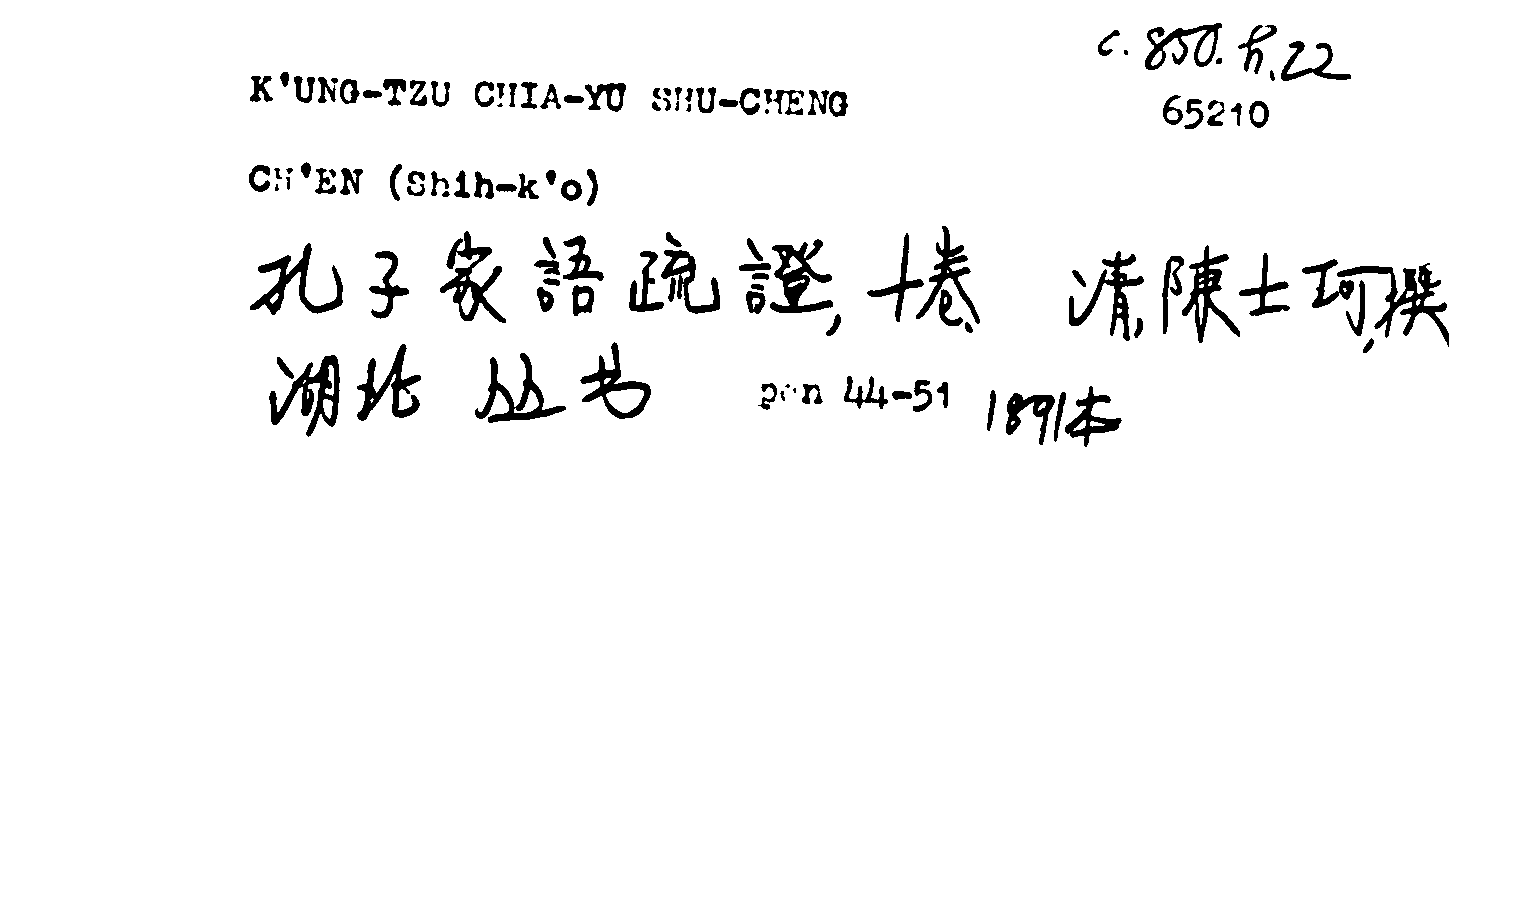 c. 850. h. 22
K'UNG-TZU CHIA-YÜ SHU-CHENG
65210
CH'EN (Shih-k'o)
孔子家語疏證, 十卷 清, 陳士珂, 撰
湖北 丛书 pen 44-51 1891本